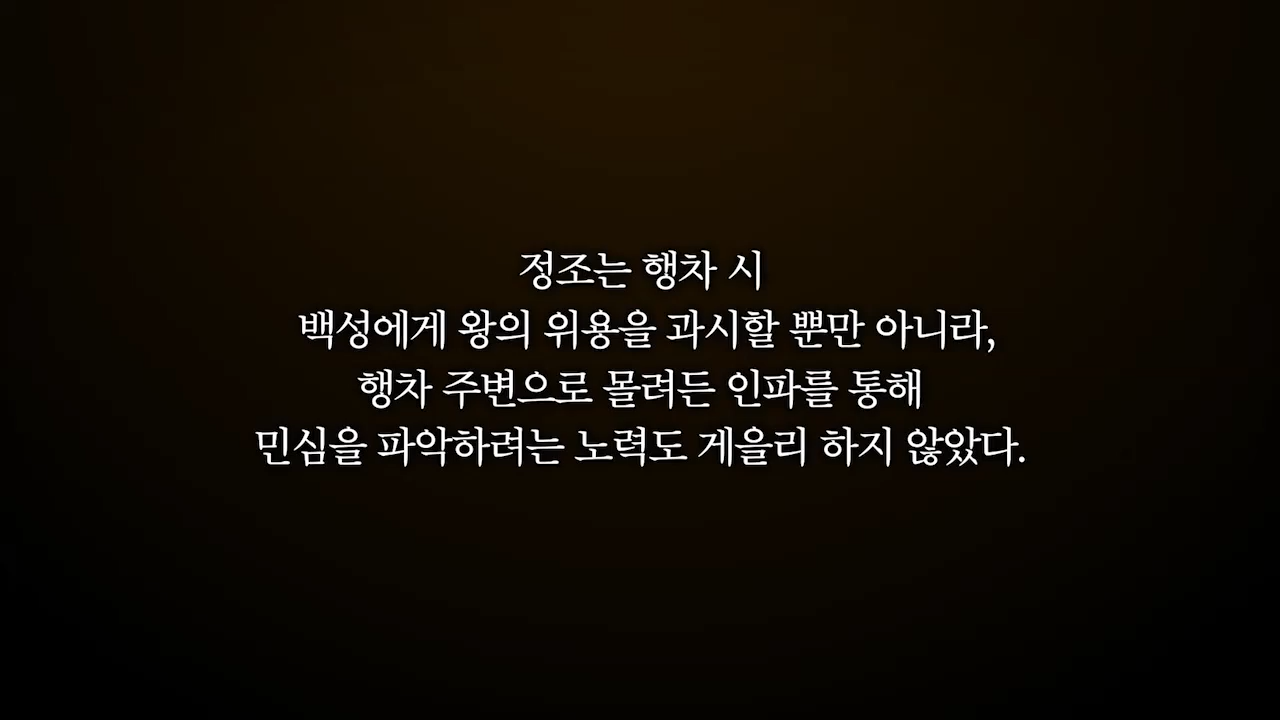 정조는 행차 시
백성에게 왕의 위용을 과시할 뿐만 아니라,
행차 주변으로 몰려든 인파를 통해
민심을 파악하려는 노력도 게을리 하지 않았다.